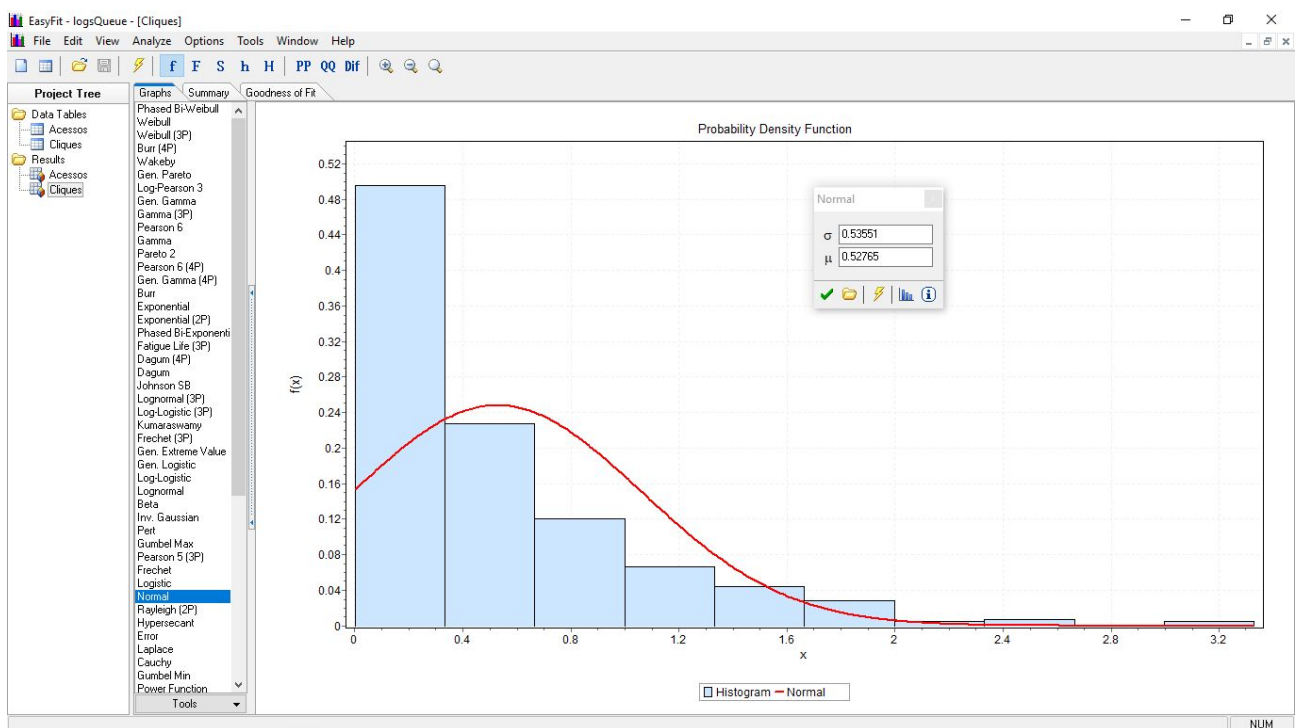 EasyFit - logsQueue - [Cliques]
File Edit View Analyze Options Tools Window Help
f F S h H PP QQ Dif
Project Tree
Data Tables
Acessos
Cliques
Results
Acessos
Cliques
Graphs Summary Goodness of Fit
Phased Bi-Weibull
Weibull
Weibull (3P)
Burr (4P)
Wakeby
Gen. Pareto
Log-Pearson 3
Gen. Gamma
Gamma (3P)
Pearson 6
Gamma
Pareto 2
Pearson 6 (4P)
Gen. Gamma (4P)
Burr
Exponential
Exponential (2P)
Phased Bi-Exponenti
Fatigue Life (3P)
Dagum (4P)
Dagum
Johnson SB
Lognormal (3P)
Log-Logistic (3P)
Kumaraswamy
Frechet (3P)
Gen. Extreme Value
Gen. Logistic
Log-Logistic
Lognormal
Beta
Inv. Gaussian
Pert
Gumbel Max
Pearson 5 (3P)
Frechet
Logistic
Normal
Rayleigh (2P)
Hypersecant
Error
Laplace
Cauchy
Gumbel Min
Power Function
Tools
Probability Density Function
0.52
0.48
0.44
0.4
0.36
0.32
0.28
0.24
0.2
0.16
0.12
0.08
0.04
0
f(x)
0 0.4 0.8 1.2 1.6 2 2.4 2.8 3.2
x
Histogram Normal
Normal
σ 0.53551
μ 0.52765
NUM